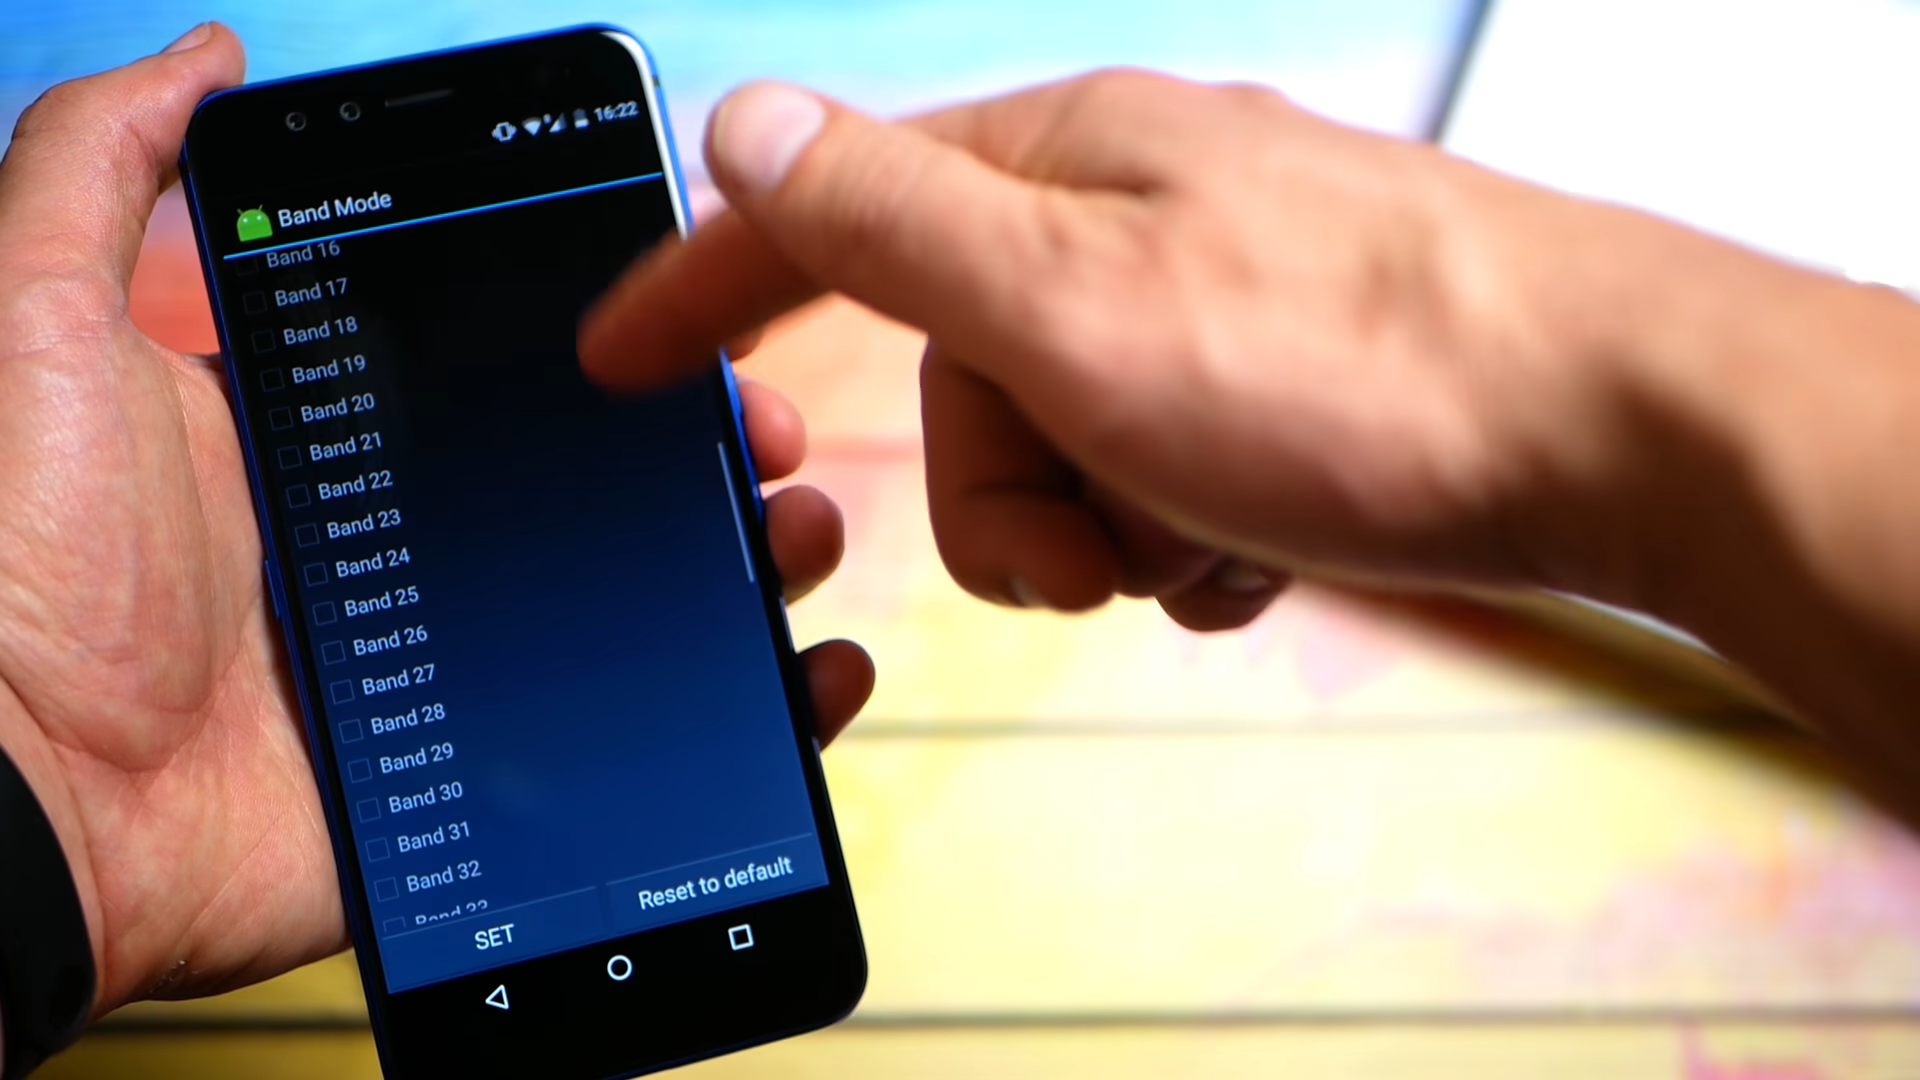 16:22
Band Mode
Band 16
Band 17
Band 18
Band 19
Band 20
Band 21
Band 22
Band 23
Band 24
Band 25
Band 26
Band 27
Band 28
Band 29
Band 30
Band 31
Band 32
Band 33
SET
Reset to default